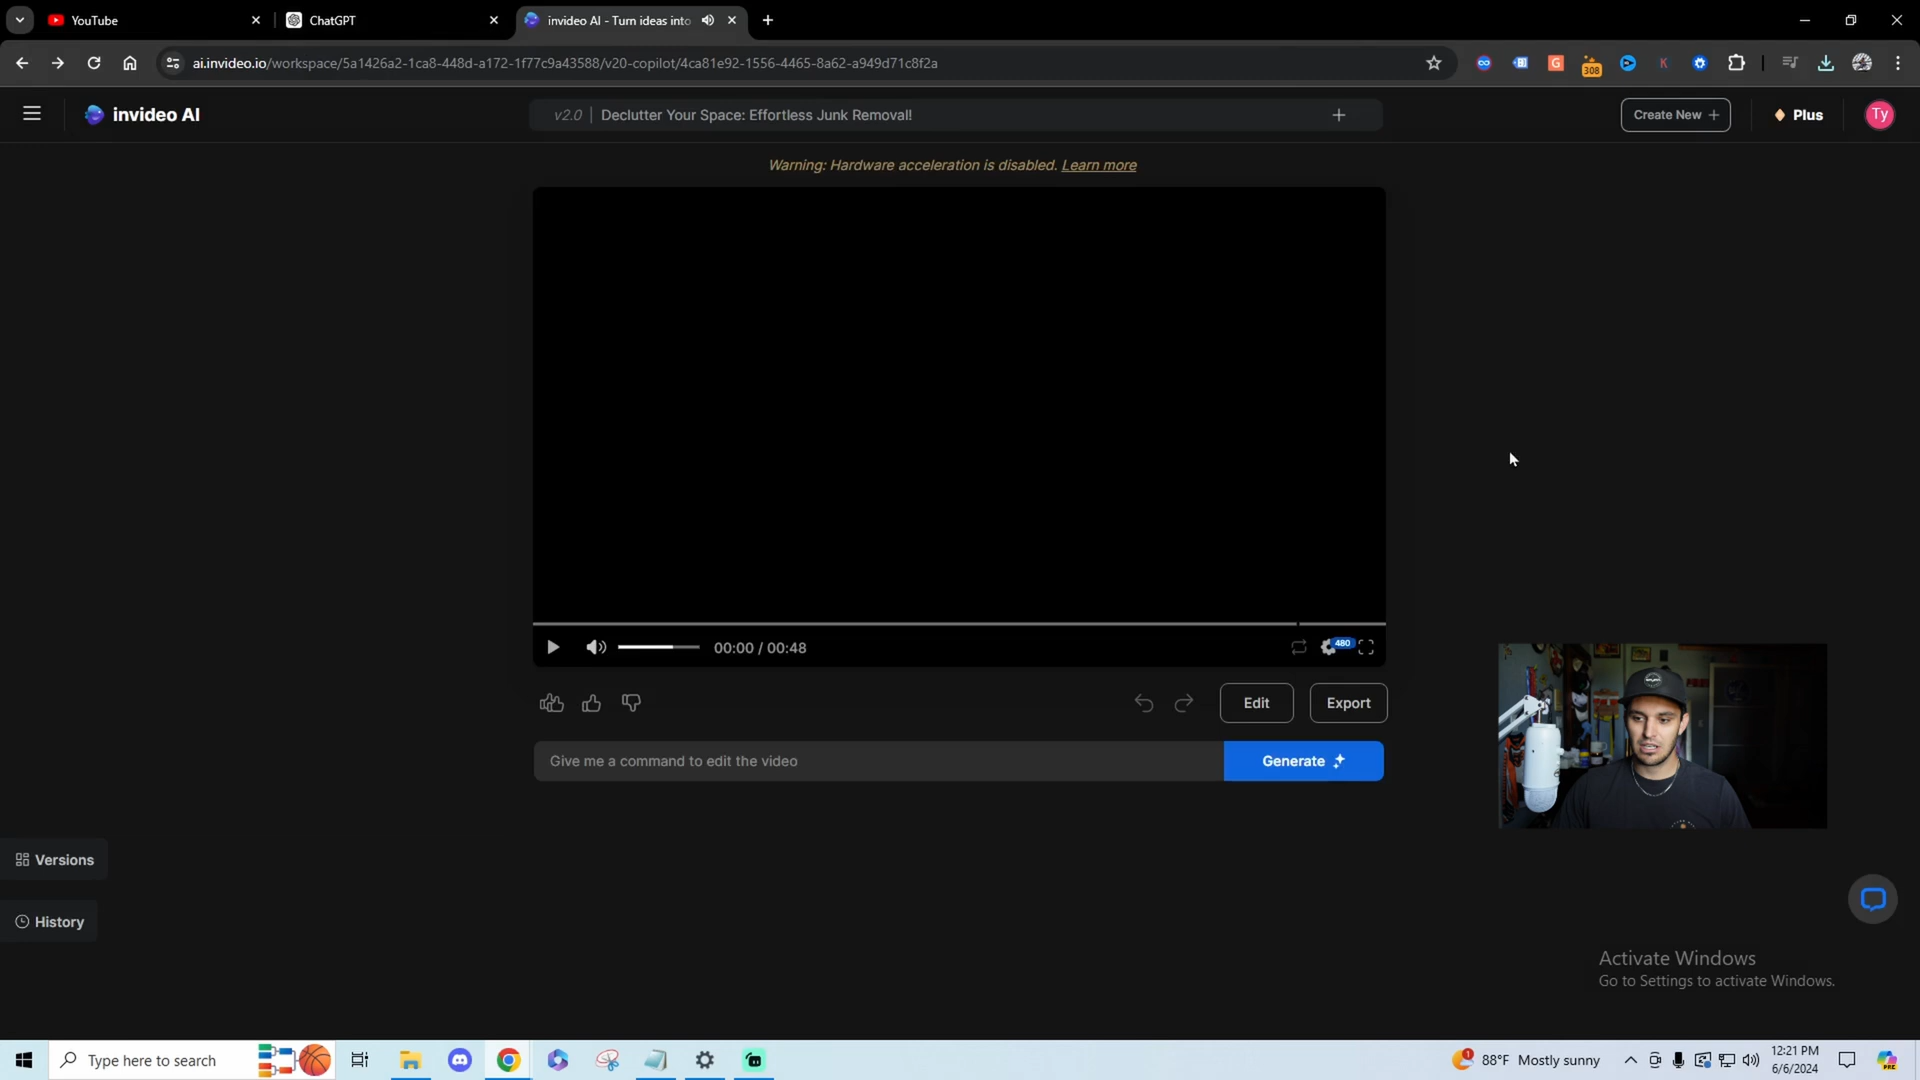 YouTube
ChatGPT
invideo AI - Turn ideas into
ai.invideo.io/workspace/5a1426a2-1ca8-448d-a172-1f77c9a43588/v20-copilot/4ca81e92-1556-4465-8a62-a949d71c8f2a
308
invideo AI
v2.0 | Declutter Your Space: Effortless Junk Removal!
Create New
Plus
Ty
Warning: Hardware acceleration is disabled. Learn more
00:00 / 00:48
480
Edit
Export
Give me a command to edit the video
Generate
Versions
History
Activate Windows
Go to Settings to activate Windows.
Type here to search
1
88°F Mostly sunny
12:21 PM
6/6/2024
PRE